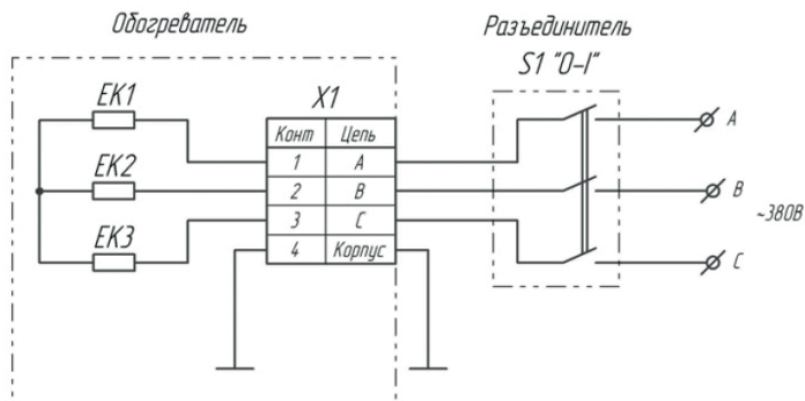 Обогреватель
Разъединитель
S1 "0-I"
EK1
X1
Конт Цепь
A
1 A
EK2
2 B
B
~380В
3 C
EK3
4 Корпус
C